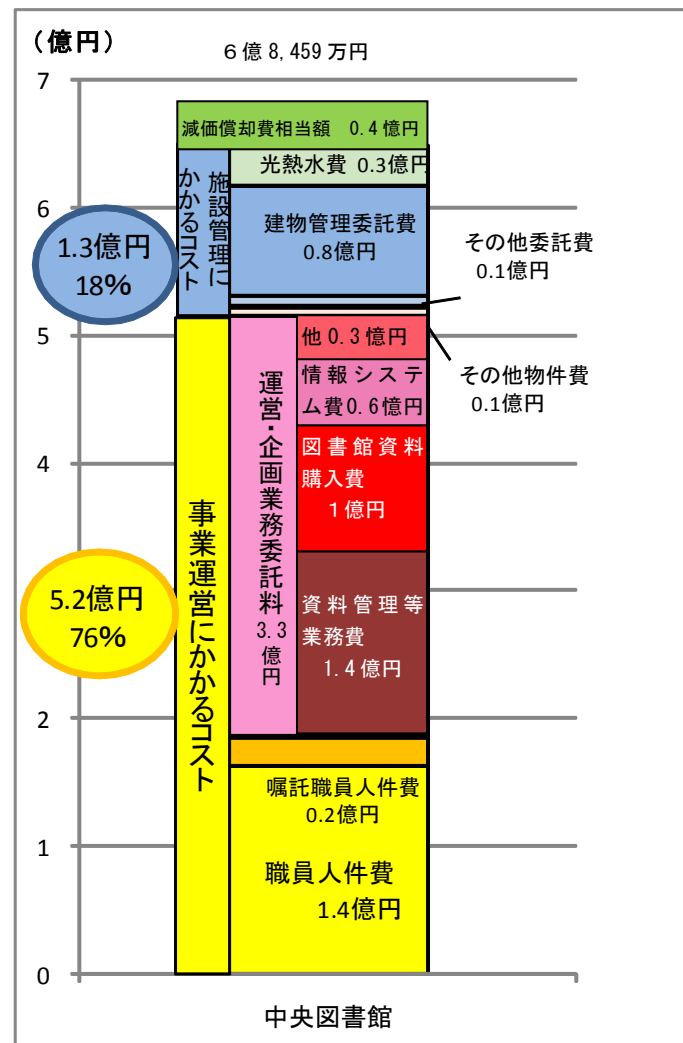 （億円）
６億8,459万円
7
6
5
4
2
1
0
減価償却費相当額　0.4憶円
光熱水費 0.3億円
施設管理に
かかるコスト
建物管理委託費
0.8億円
その他委託費
0.1億円
1.3億円
18%
その他物件費
0.1億円
他0.3憶円
情報システ
ム費0.6憶円
図書館資料
購入費
１億円
資料管理等
業務費
1.4億円
運営・企画業務委託料
3.3
億円
事業運営にかかるコスト
5.2億円
76%
嘱託職員人件費
0.2億円
職員人件費
1.4億円
中央図書館